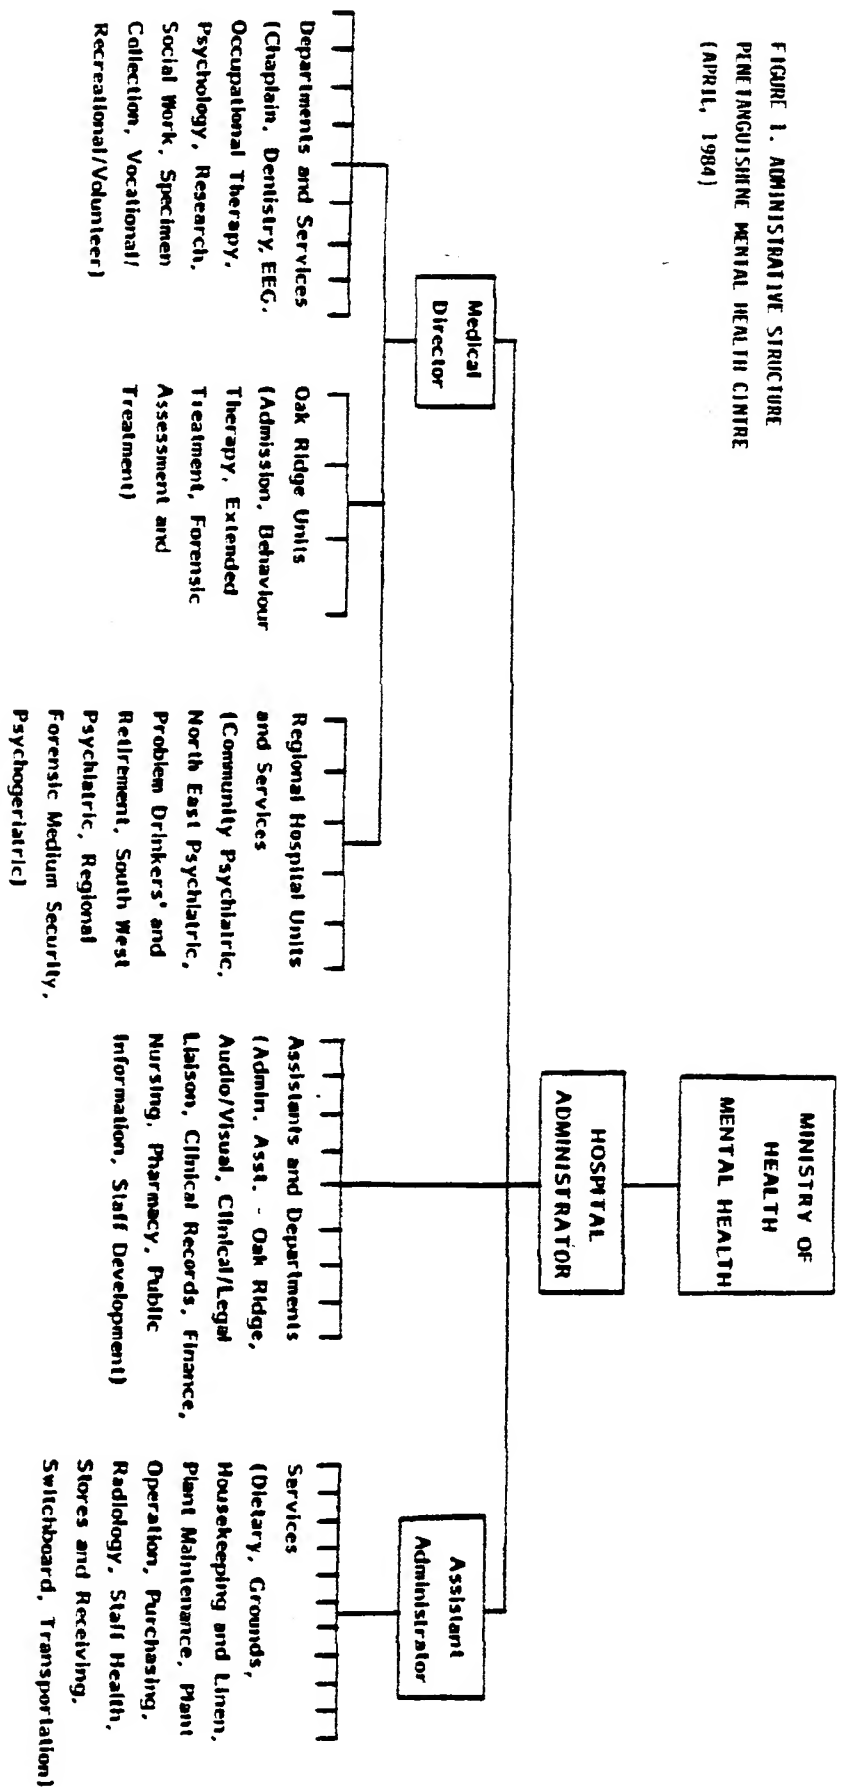 FIGURE 1. ADMINISTRATIVE STRUCTURE
PENETANGUISHENE MENTAL HEALTH CENTRE
(APRIL, 1984)
MINISTRY OF
HEALTH
MENTAL HEALTH
HOSPITAL
ADMINISTRATOR
Medical
Director
Assistant
Administrator
Departments and Services
(Chaplain, Dentistry, EEG,
Occupational Therapy,
Psychology, Research,
Social Work, Specimen
Collection, Vocational/
Recreational/Volunteer)
Oak Ridge Units
(Admission, Behaviour
Therapy, Extended
Treatment, Forensic
Assessment and
Treatment)
Regional Hospital Units
and Services
(Community Psychiatric,
North East Psychiatric,
Problem Drinkers' and
Retirement, South West
Psychiatric, Regional
Forensic Medium Security,
Psychogeriatric)
Assistants and Departments
(Admin. Asst. - Oak Ridge,
Audio/Visual, Clinical/Legal
Liaison, Clinical Records, Finance,
Nursing, Pharmacy, Public
Information, Staff Development)
Services
(Dietary, Grounds,
Housekeeping and Linen,
Plant Maintenance, Plant
Operation, Purchasing,
Radiology, Staff Health,
Stores and Receiving,
Switchboard, Transportation)